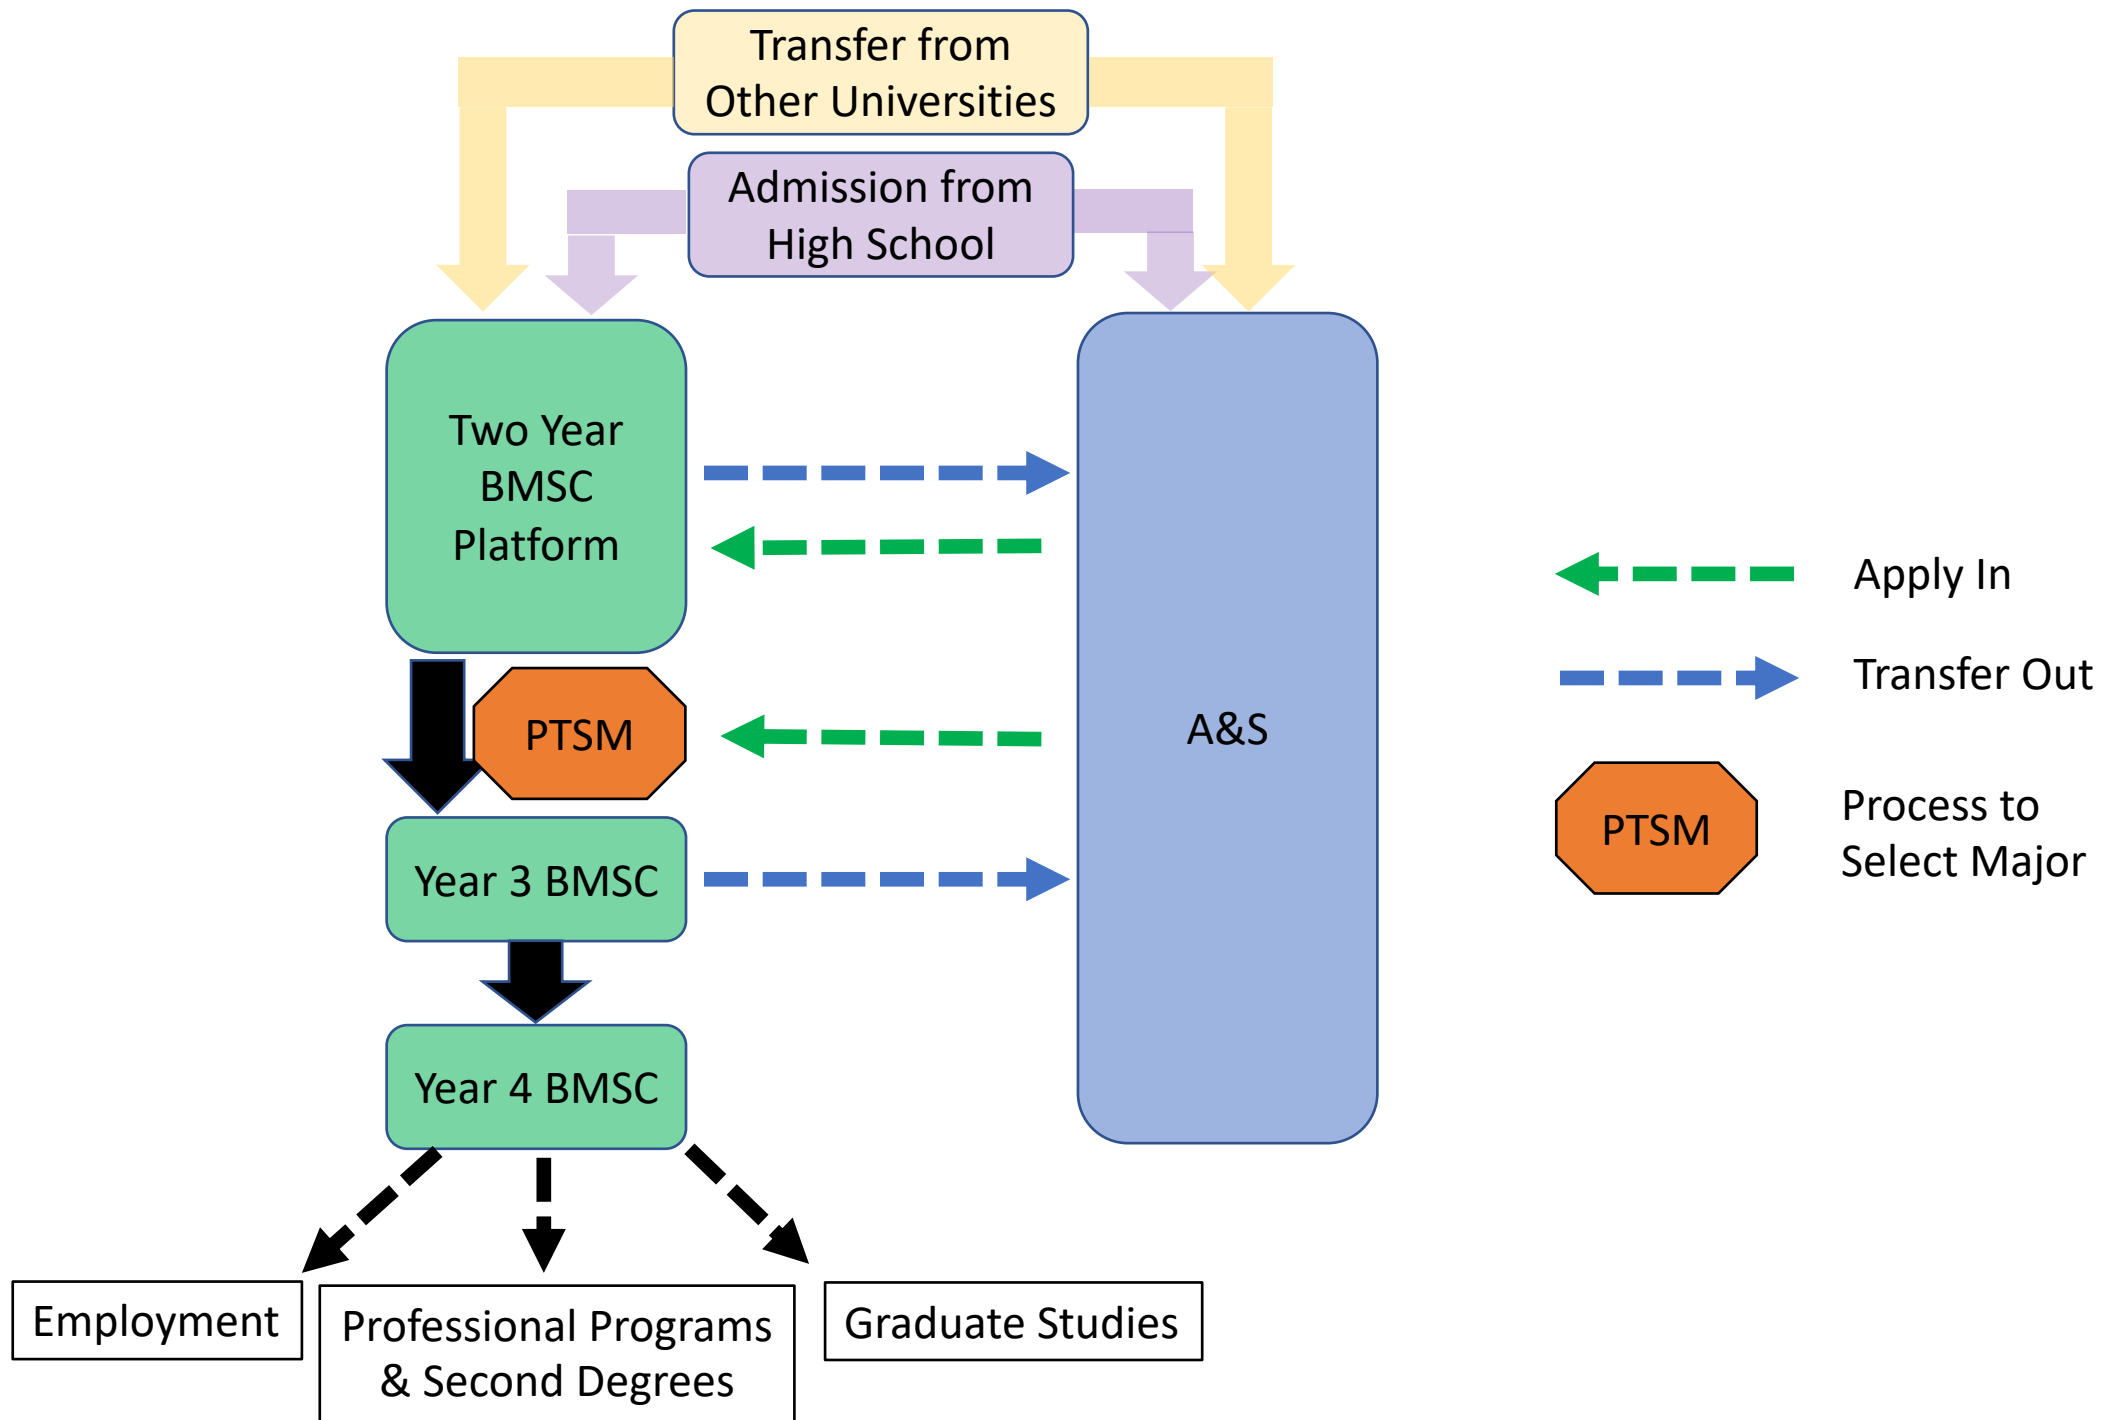 Transfer from
Other Universities
Admission from
High School
Two Year
BMSC
Platform
A&S
PTSM
Year 3 BMSC
Year 4 BMSC
Employment
Professional Programs
& Second Degrees
Graduate Studies
Apply In
Transfer Out
PTSM
Process to
Select Major